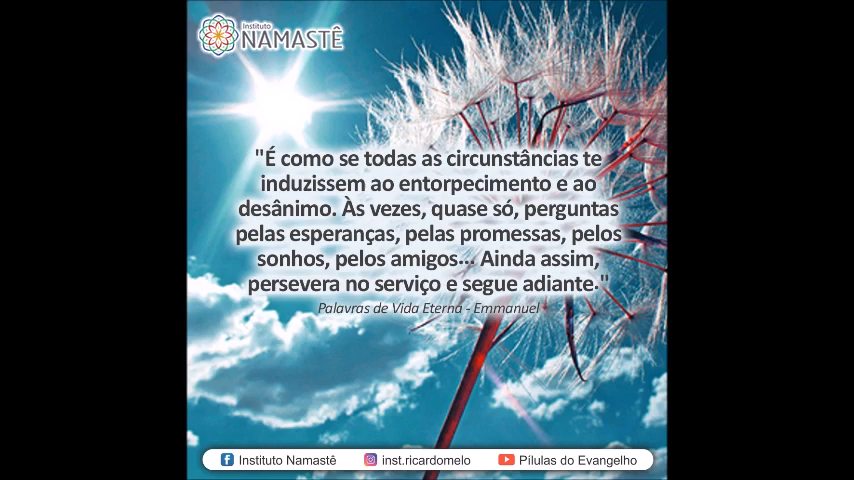 Instituto
NAMASTÊ
"É como se todas as circunstâncias te
induzissem ao entorpecimento e ao
desânimo. Às vezes, quase só, perguntas
pelas esperanças, pelas promessas, pelos
sonhos, pelos amigos... Ainda assim,
persevera no serviço e segue adiante."
Palavras de Vida Eterna - Emmanuel
Instituto Namastê inst.ricardomelo Pílulas do Evangelho